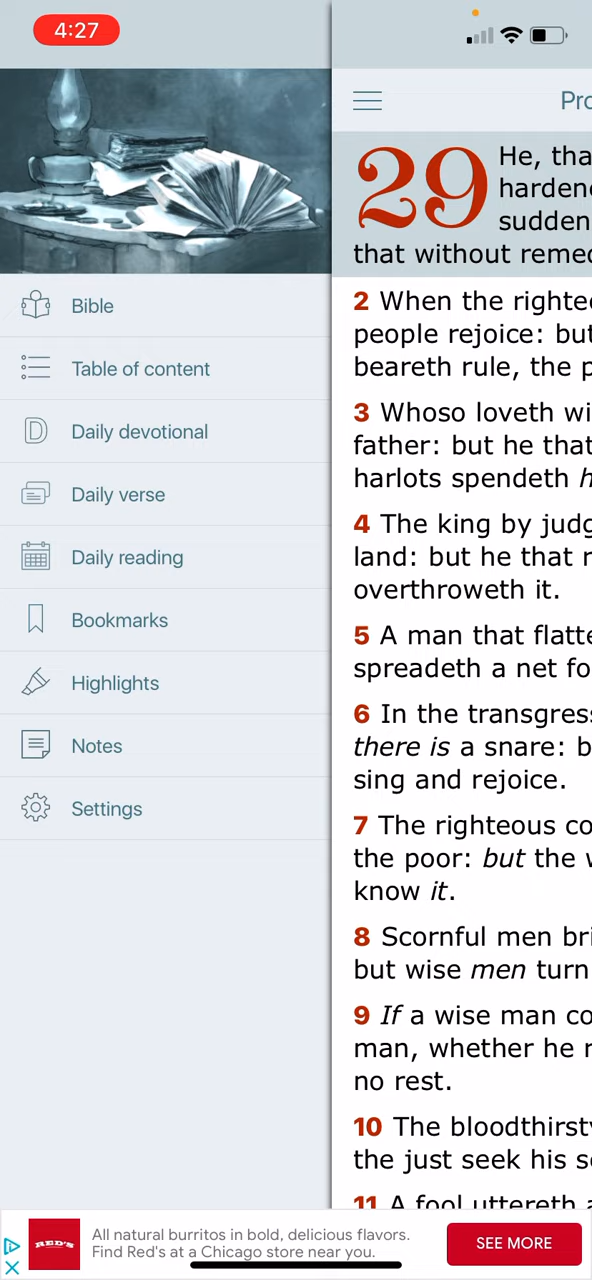 4:27
Bible
Table of content
Daily devotional
Daily verse
Daily reading
Bookmarks
Highlights
Notes
Settings
29 He, tha
hardene
sudden
that without remed
2 When the righteo
people rejoice: but
beareth rule, the p
3 Whoso loveth wi
father: but he that
harlots spendeth h
4 The king by judg
land: but he that r
overthroweth it.
5 A man that flatte
spreadeth a net fo
6 In the transgress
there is a snare: b
sing and rejoice.
7 The righteous co
the poor: but the w
know it.
8 Scornful men bri
but wise men turn
9 If a wise man co
man, whether he r
no rest.
10 The bloodthirsty
the just seek his so
11 A fool uttereth a
RED'S
All natural burritos in bold, delicious flavors.
Find Red's at a Chicago store near you.
SEE MORE